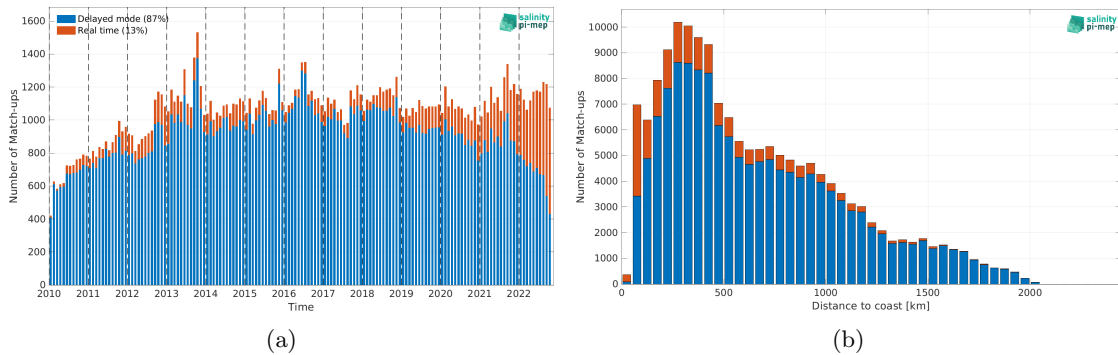 Delayed mode (87%)
Real time (13%)
salinity
pi-mep
Number of Match-ups
1600
1400
1200
1000
800
600
400
200
0
2010 2011 2012 2013 2014 2015 2016 2017 2018 2019 2020 2021 2022
Time
(a)
salinity
pi-mep
Number of Match-ups
10000
9000
8000
7000
6000
5000
4000
3000
2000
1000
0
0 500 1000 1500 2000
Distance to coast [km]
(b)